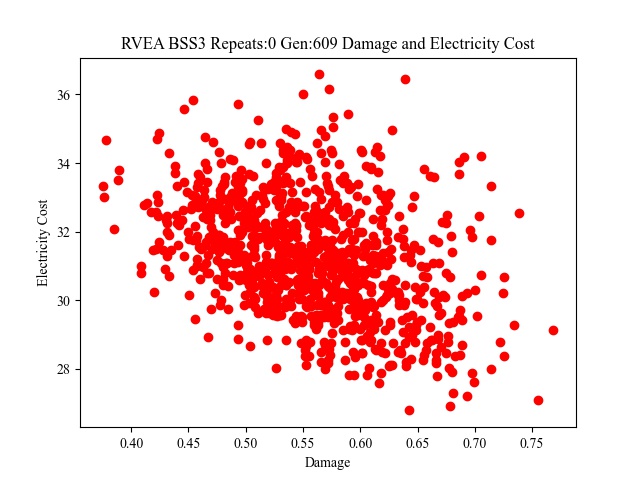 RVEA BSS3 Repeats:0 Gen:609 Damage and Electricity Cost
36
34
32
30
28
Electricity Cost
0.40 0.45 0.50 0.55 0.60 0.65 0.70 0.75
Damage